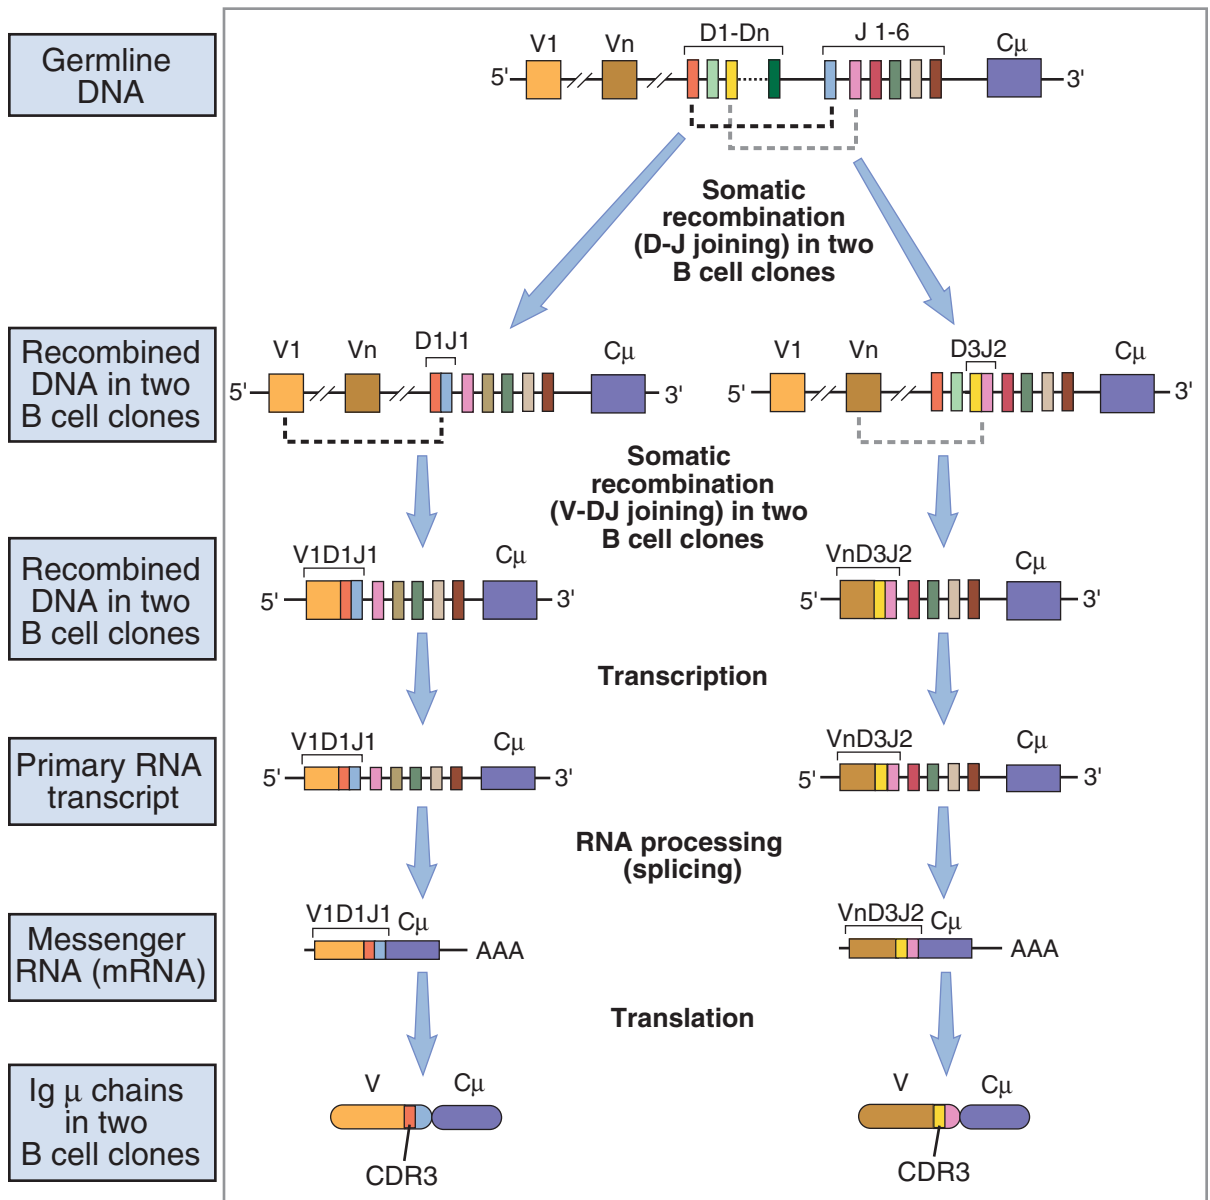 Germline
DNA
V1
Vn
D1-Dn
J 1-6
Cμ
5'
3'
Somatic
recombination
(D-J joining) in two
B cell clones
Recombined
DNA in two
B cell clones
V1
Vn
D1J1
Cμ
5'
3'
V1
Vn
D3J2
Cμ
5'
3'
Somatic
recombination
(V-DJ joining) in two
B cell clones
Recombined
DNA in two
B cell clones
V1D1J1
Cμ
5'
3'
VnD3J2
Cμ
5'
3'
Transcription
Primary RNA
transcript
V1D1J1
Cμ
5'
3'
VnD3J2
Cμ
5'
3'
RNA processing
(splicing)
Messenger
RNA (mRNA)
V1D1J1
Cμ
AAA
VnD3J2
Cμ
AAA
Translation
Ig μ chains
in two
B cell clones
V
Cμ
CDR3
V
Cμ
CDR3